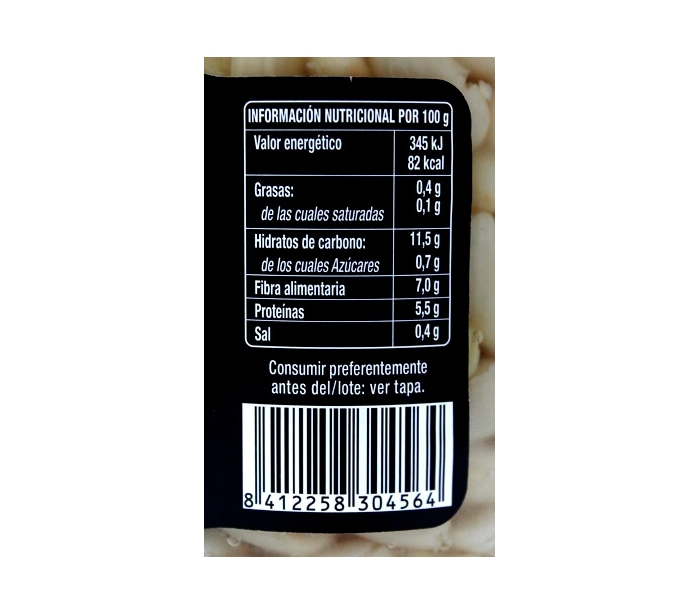 INFORMACIÓN NUTRICIONAL POR 100 g
Valor energético 345 kJ
82 kcal
Grasas: 0,4 g
de las cuales saturadas 0,1 g
Hidratos de carbono: 11,5 g
de los cuales Azúcares 0,7 g
Fibra alimentaria 7,0 g
Proteínas 5,5 g
Sal 0,4 g
Consumir preferentemente
antes del/lote: ver tapa.
8 412258 304564